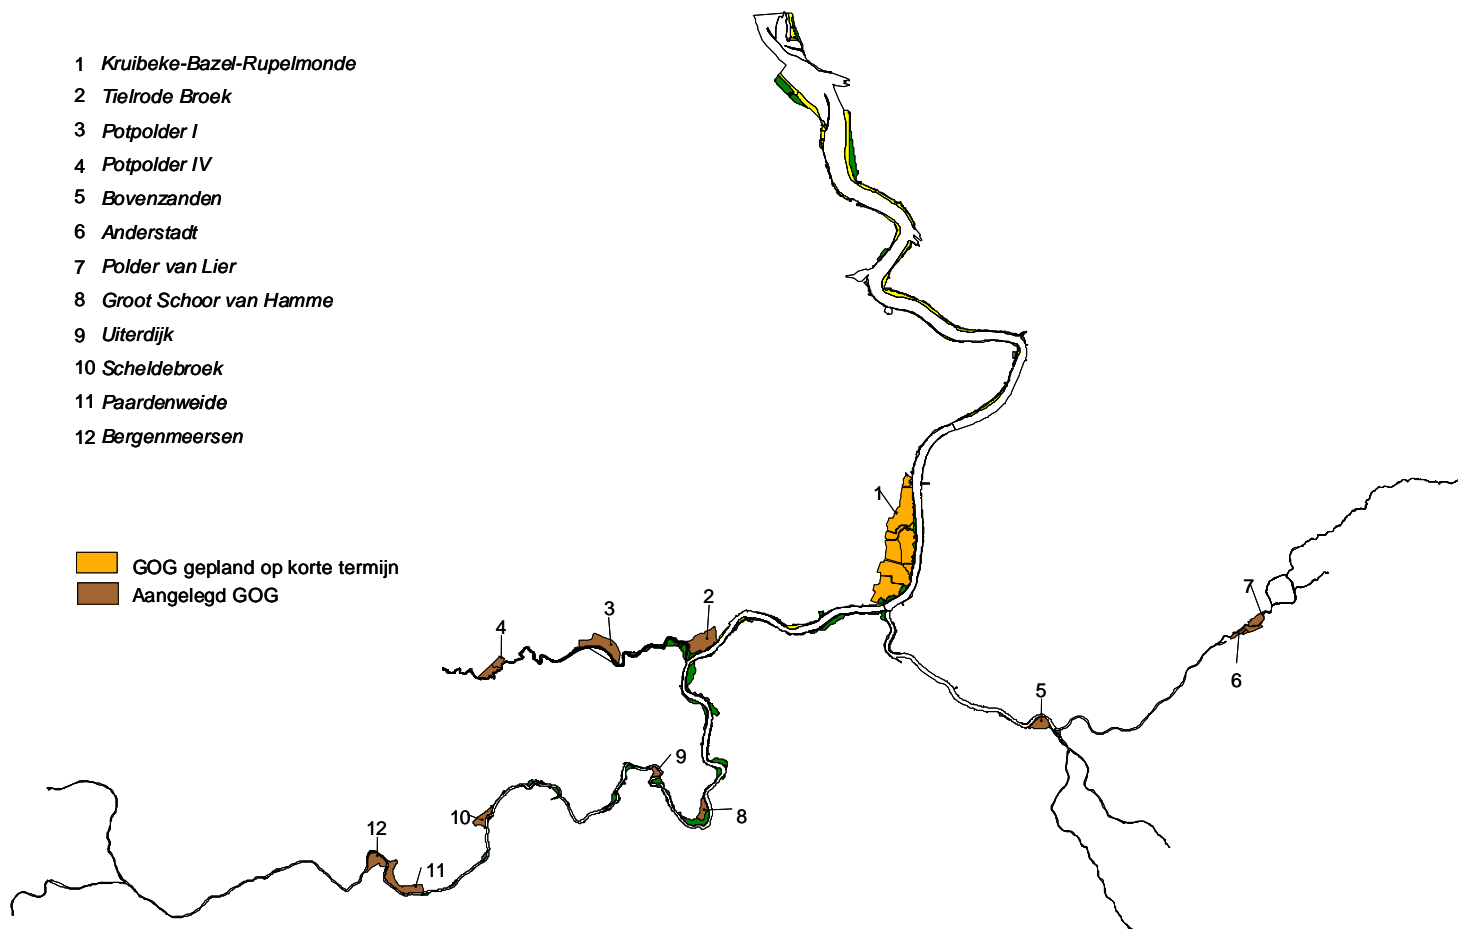 1 Kruibeke-Bazel-Rupelmonde
2 Tielrode Broek
3 Potpolder I
4 Potpolder IV
5 Bovenzanden
6 Anderstadt
7 Polder van Lier
8 Groot Schoor van Hamme
9 Uiterdijk
10 Scheldebroek
11 Paardenweide
12 Bergenmeersen
GOG gepland op korte termijn
Aangelegd GOG
1
7
2
3
4
6
5
9
10
8
12
11